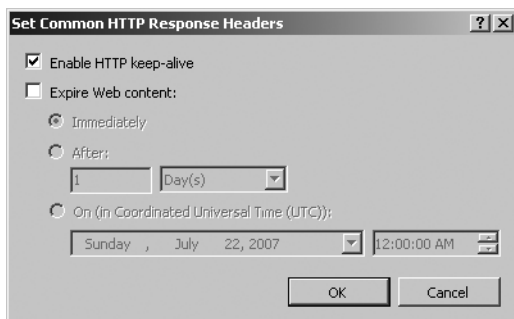 Set Common HTTP Response Headers ? X
Enable HTTP keep-alive
Expire Web content:
Immediately
After:
1 Day(s)
On (in Coordinated Universal Time (UTC)):
Sunday , July 22, 2007 12:00:00 AM
OK Cancel